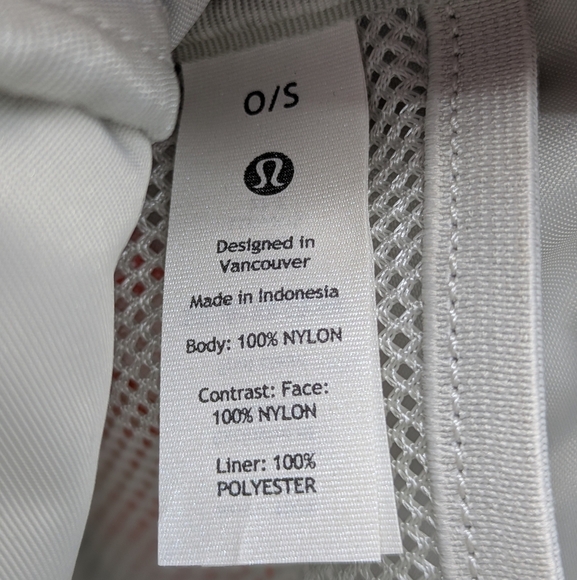 O/S
Designed in
Vancouver
Made in Indonesia
Body: 100% NYLON
Contrast: Face:
100% NYLON
Liner: 100%
POLYESTER